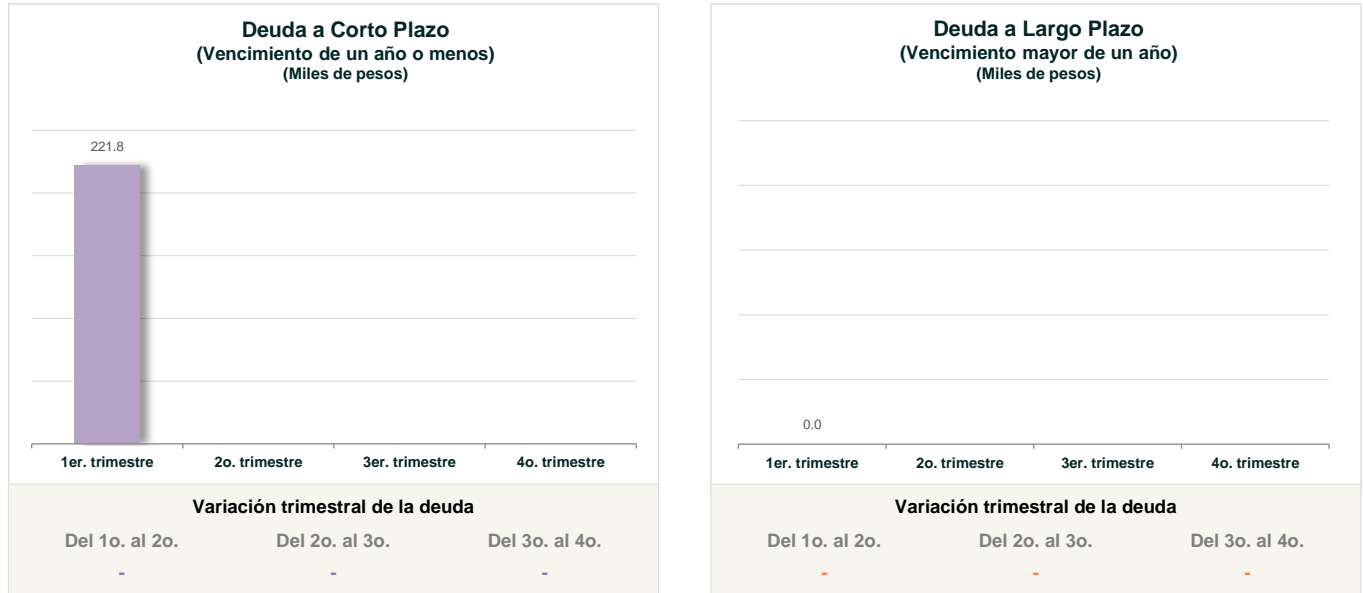 Deuda a Corto Plazo
(Vencimiento de un año o menos)
(Miles de pesos)
221.8
1er. trimestre 2o. trimestre 3er. trimestre 4o. trimestre
Variación trimestral de la deuda
Del 1o. al 2o. Del 2o. al 3o. Del 3o. al 4o.
- - -
Deuda a Largo Plazo
(Vencimiento mayor de un año)
(Miles de pesos)
0.0
1er. trimestre 2o. trimestre 3er. trimestre 4o. trimestre
Variación trimestral de la deuda
Del 1o. al 2o. Del 2o. al 3o. Del 3o. al 4o.
- - -